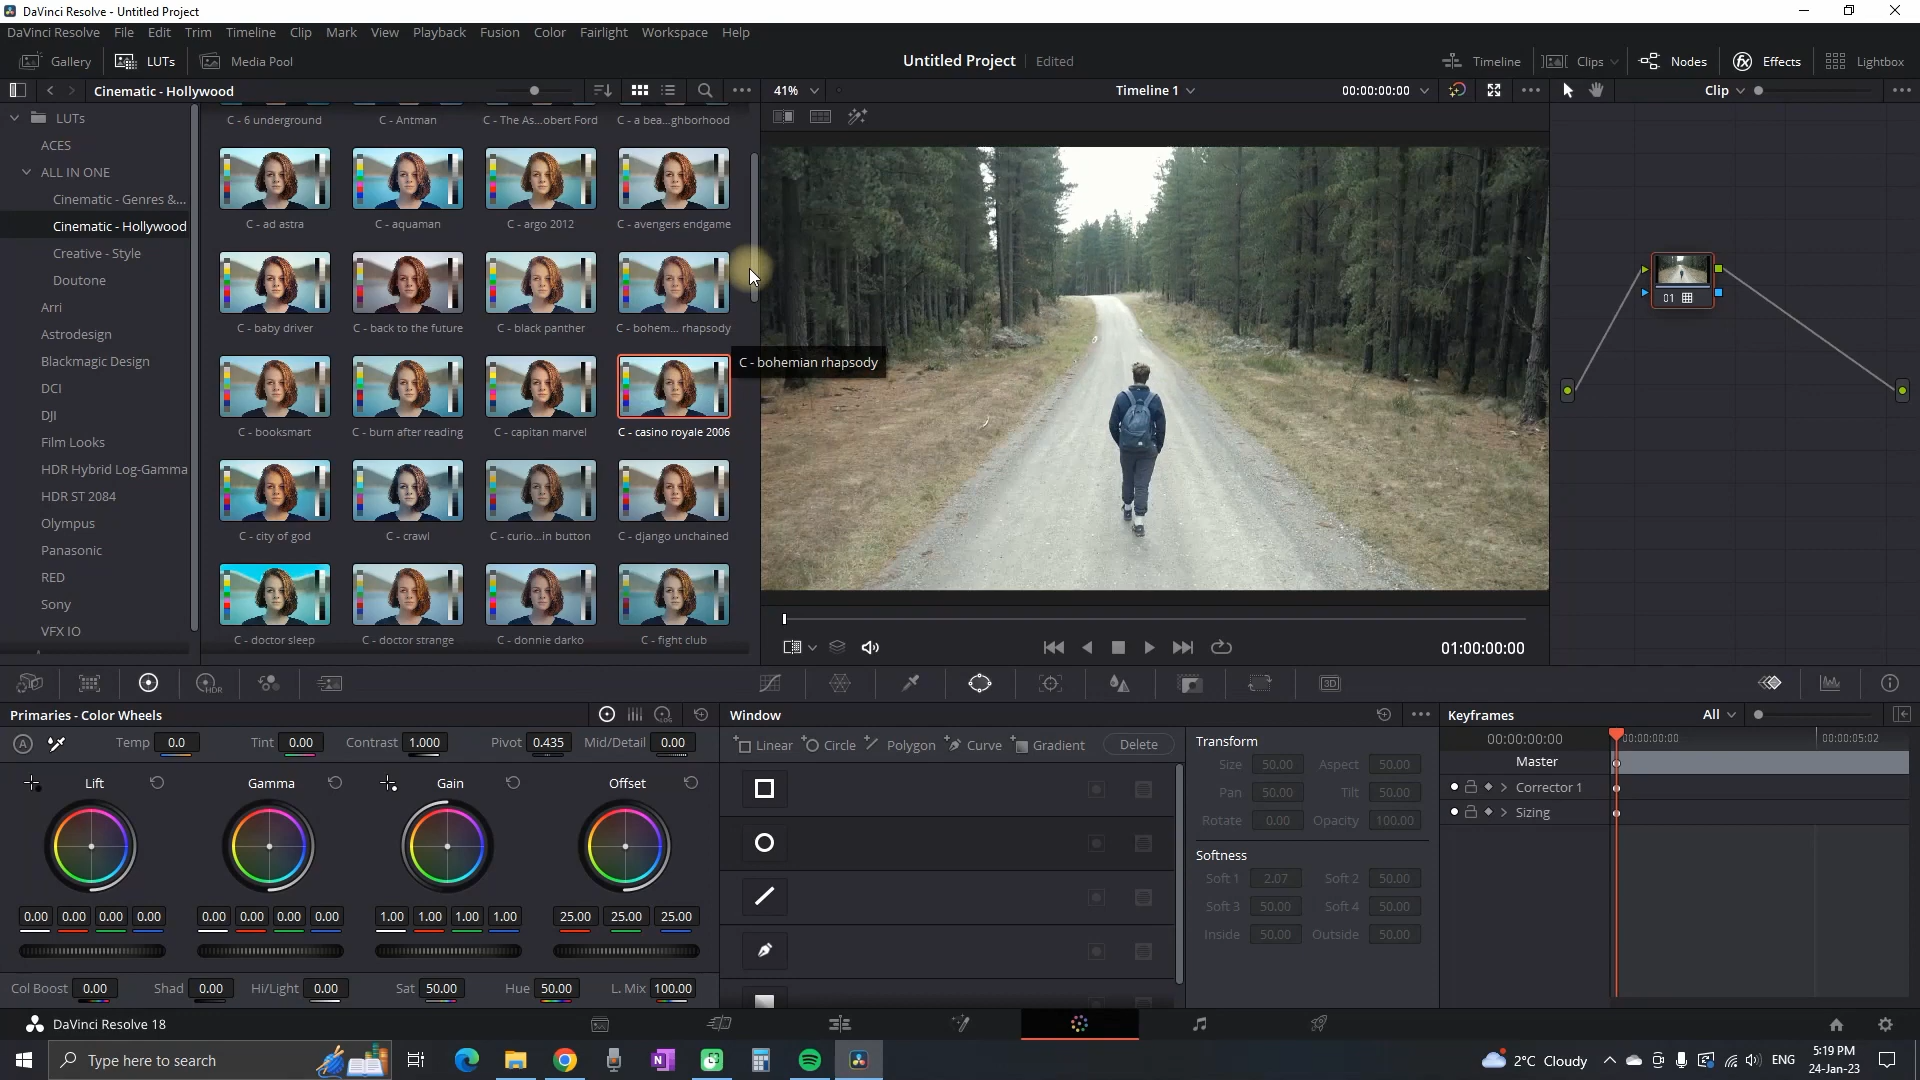 DaVinci Resolve - Untitled Project
DaVinci Resolve File Edit Trim Timeline Clip Mark View Playback Fusion Color Fairlight Workspace Help
Gallery LUTs Media Pool Untitled Project Edited Timeline Clips Nodes Effects Lightbox
Cinematic - Hollywood 41% Timeline 1 00:00:00:00 Clip
LUTs
ACES
ALL IN ONE
Cinematic - Genres &...
Cinematic - Hollywood
Creative - Style
Doutone
Arri
Astrodesign
Blackmagic Design
DCI
DJI
Film Looks
HDR Hybrid Log-Gamma
HDR ST 2084
Olympus
Panasonic
RED
Sony
VFX IO
C - 6 underground C - Antman C - The As...obert Ford C - a bea...ghborhood
C - ad astra C - aquaman C - argo 2012 C - avengers endgame
C - baby driver C - back to the future C - black panther C - bohem... rhapsody
C - bohemian rhapsody
C - booksmart C - burn after reading C - capitan marvel C - casino royale 2006
C - city of god C - crawl C - curio...in button C - django unchained
C - doctor sleep C - doctor strange C - donnie darko C - fight club
01
01:00:00:00
HDR
3D
Primaries - Color Wheels
A Temp 0.0 Tint 0.00 Contrast 1.000 Pivot 0.435 Mid/Detail 0.00
Lift Gamma Gain Offset
0.00 0.00 0.00 0.00 0.00 0.00 0.00 0.00 1.00 1.00 1.00 1.00 25.00 25.00 25.00
Col Boost 0.00 Shad 0.00 Hi/Light 0.00 Sat 50.00 Hue 50.00 L. Mix 100.00
Window
Linear Circle Polygon Curve Gradient Delete
Transform
Size 50.00 Aspect 50.00
Pan 50.00 Tilt 50.00
Rotate 0.00 Opacity 100.00
Softness
Soft 1 2.07 Soft 2 50.00
Soft 3 50.00 Soft 4 50.00
Inside 50.00 Outside 50.00
Keyframes All
00:00:00:00 00:00:00:00 00:00:05:02
Master
Corrector 1
Sizing
DaVinci Resolve 18
Type here to search 2°C Cloudy ENG 5:19 PM
24-Jan-23